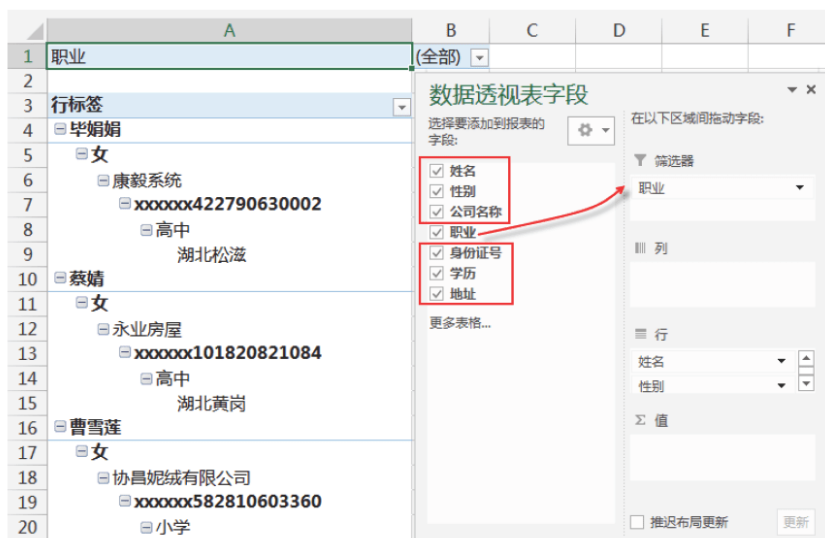 A B C D E F
1 职业 (全部)
2
3 行标签
4 毕娟娟
5 女
6 康毅系统
7 xxxxxx422790630002
8 高中
9 湖北松滋
10 蔡婧
11 女
12 永业房屋
13 xxxxxx101820821084
14 高中
15 湖北黄岗
16 曹雪莲
17 女
18 协昌妮绒有限公司
19 xxxxxx582810603360
20 小学
数据透视表字段
选择要添加到报表的
字段:
姓名
性别
公司名称
职业
身份证号
学历
地址
更多表格...
在以下区域间拖动字段:
筛选器
职业
列
行
姓名
性别
Σ 值
推迟布局更新
更新